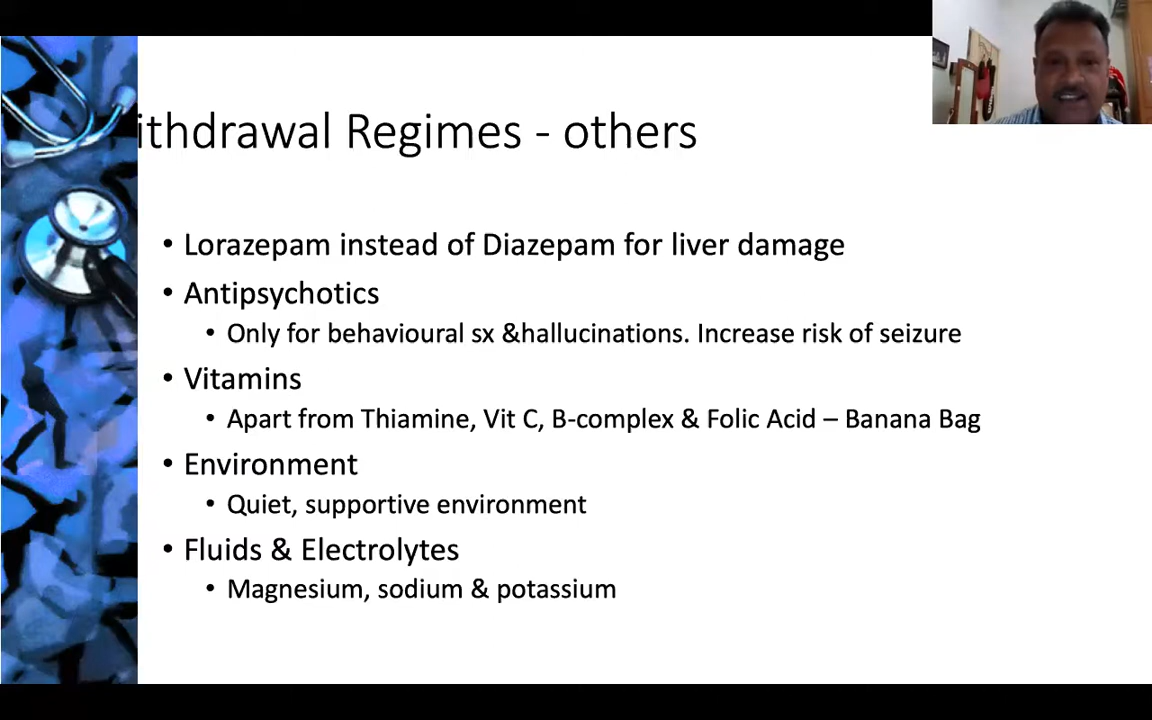 ithdrawal Regimes - others
• Lorazepam instead of Diazepam for liver damage
• Antipsychotics
• Only for behavioural sx &hallucinations. Increase risk of seizure
• Vitamins
• Apart from Thiamine, Vit C, B-complex & Folic Acid – Banana Bag
• Environment
• Quiet, supportive environment
• Fluids & Electrolytes
• Magnesium, sodium & potassium